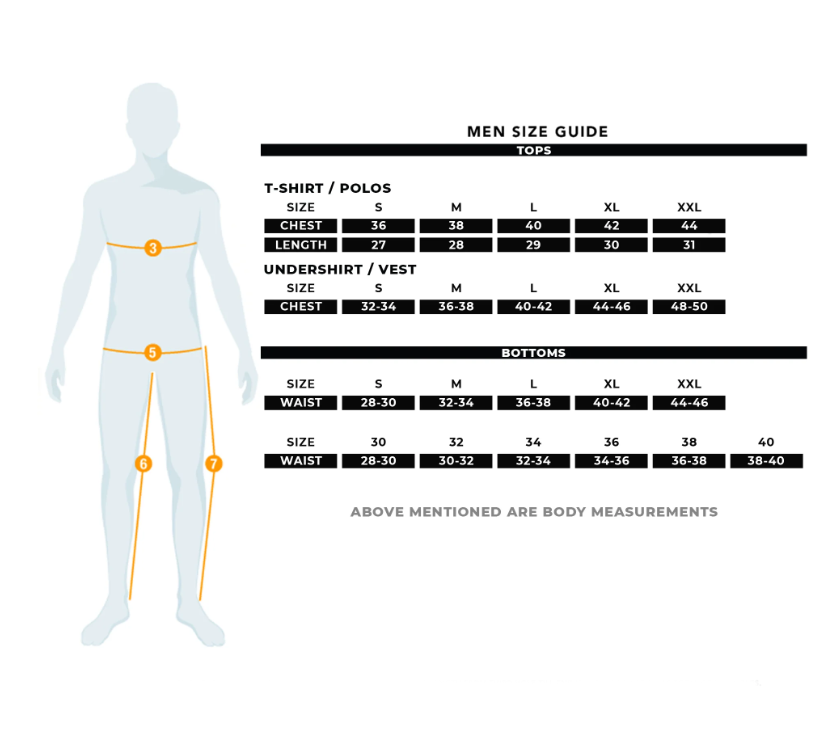 MEN SIZE GUIDE
TOPS
T-SHIRT / POLOS
SIZE S M L XL XXL
CHEST 36 38 40 42 44
LENGTH 27 28 29 30 31
UNDERSHIRT / VEST
SIZE S M L XL XXL
CHEST 32-34 36-38 40-42 44-46 48-50
BOTTOMS
SIZE S M L XL XXL
WAIST 28-30 32-34 36-38 40-42 44-46
SIZE 30 32 34 36 38 40
WAIST 28-30 30-32 32-34 34-36 36-38 38-40
ABOVE MENTIONED ARE BODY MEASUREMENTS
3
5
6 7